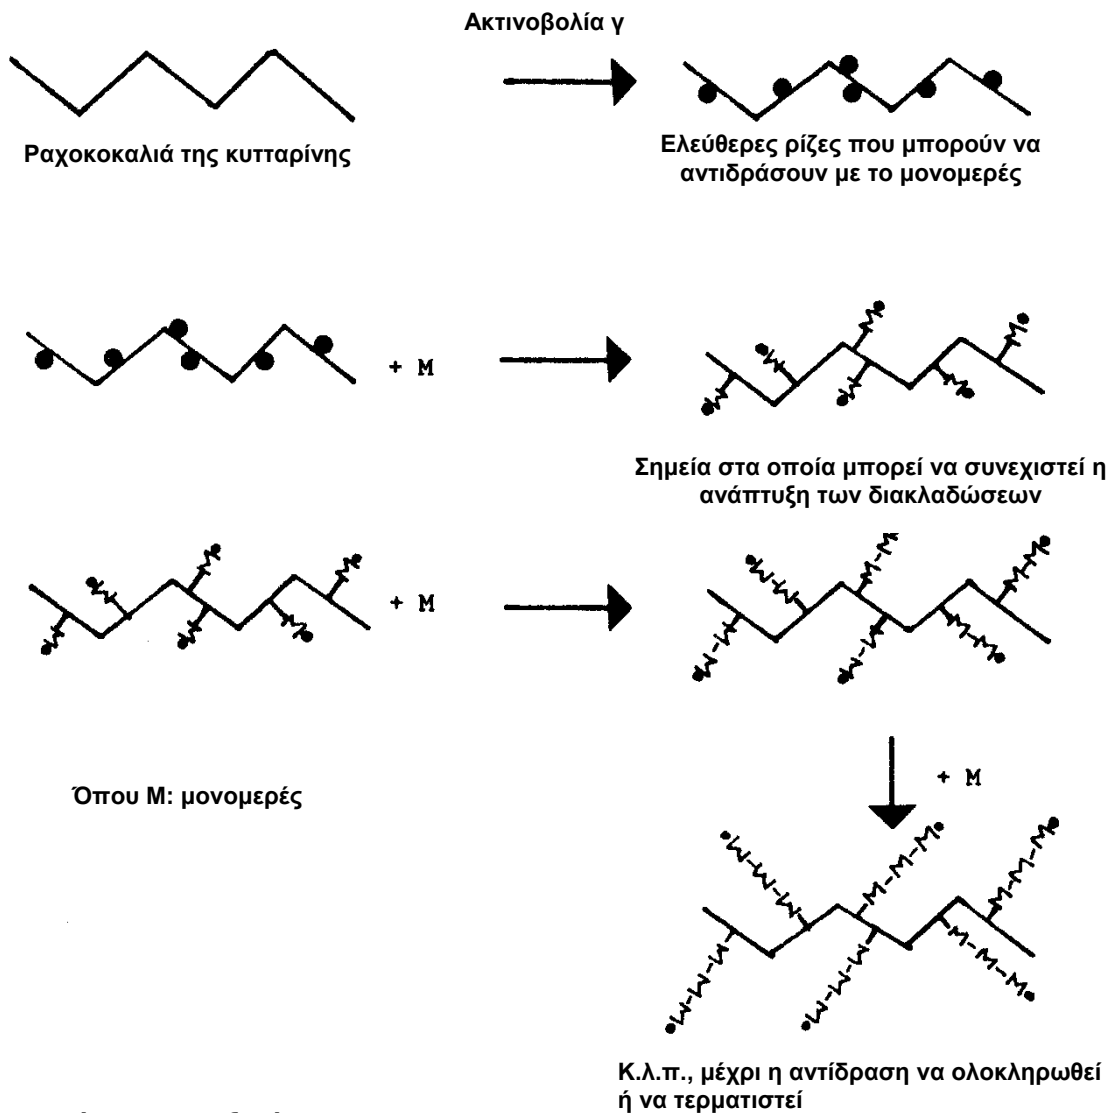 Ακτινοβολία γ
Ραχοκοκαλιά της κυτταρίνης
Ελεύθερες ρίζες που μπορούν να
αντιδράσουν με το μονομερές
+ M
Σημεία στα οποία μπορεί να συνεχιστεί η
ανάπτυξη των διακλαδώσεων
+ M
Όπου Μ: μονομερές
+ M
Κ.λ.π., μέχρι η αντίδραση να ολοκληρωθεί
ή να τερματιστεί